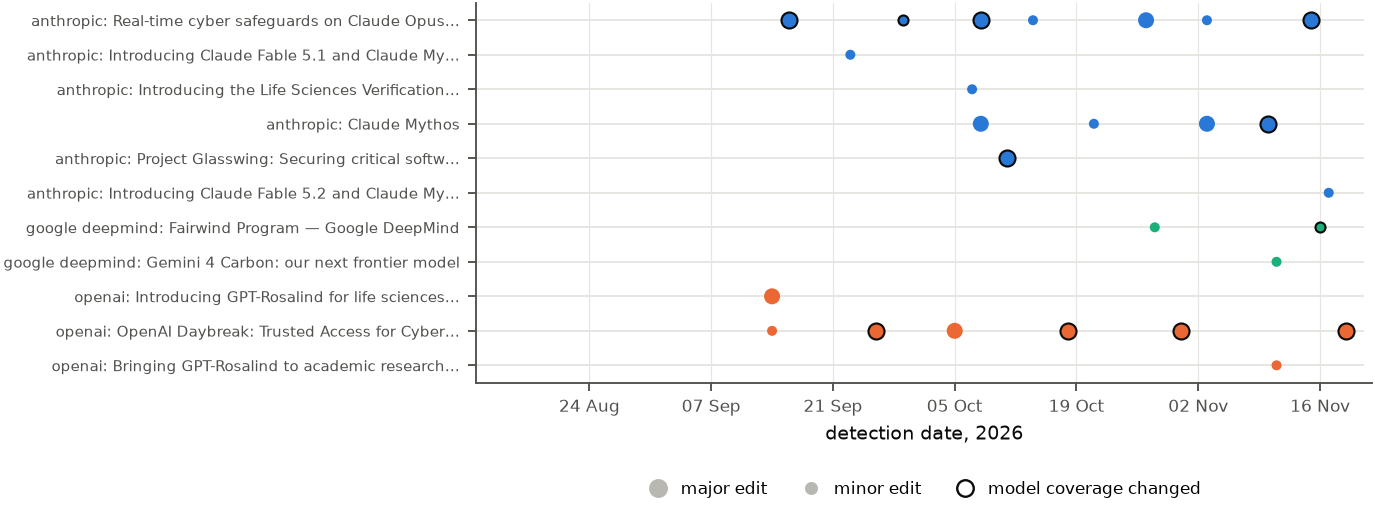 anthropic: Real-time cyber safeguards on Claude Opus…
anthropic: Introducing Claude Fable 5.1 and Claude My…
anthropic: Introducing the Life Sciences Verification…
anthropic: Claude Mythos
anthropic: Project Glasswing: Securing critical softw…
anthropic: Introducing Claude Fable 5.2 and Claude My…
google deepmind: Fairwind Program — Google DeepMind
google deepmind: Gemini 4 Carbon: our next frontier model
openai: Introducing GPT-Rosalind for life sciences…
openai: OpenAI Daybreak: Trusted Access for Cyber…
openai: Bringing GPT-Rosalind to academic research…
24 Aug 07 Sep 21 Sep 05 Oct 19 Oct 02 Nov 16 Nov
detection date, 2026
major edit minor edit model coverage changed